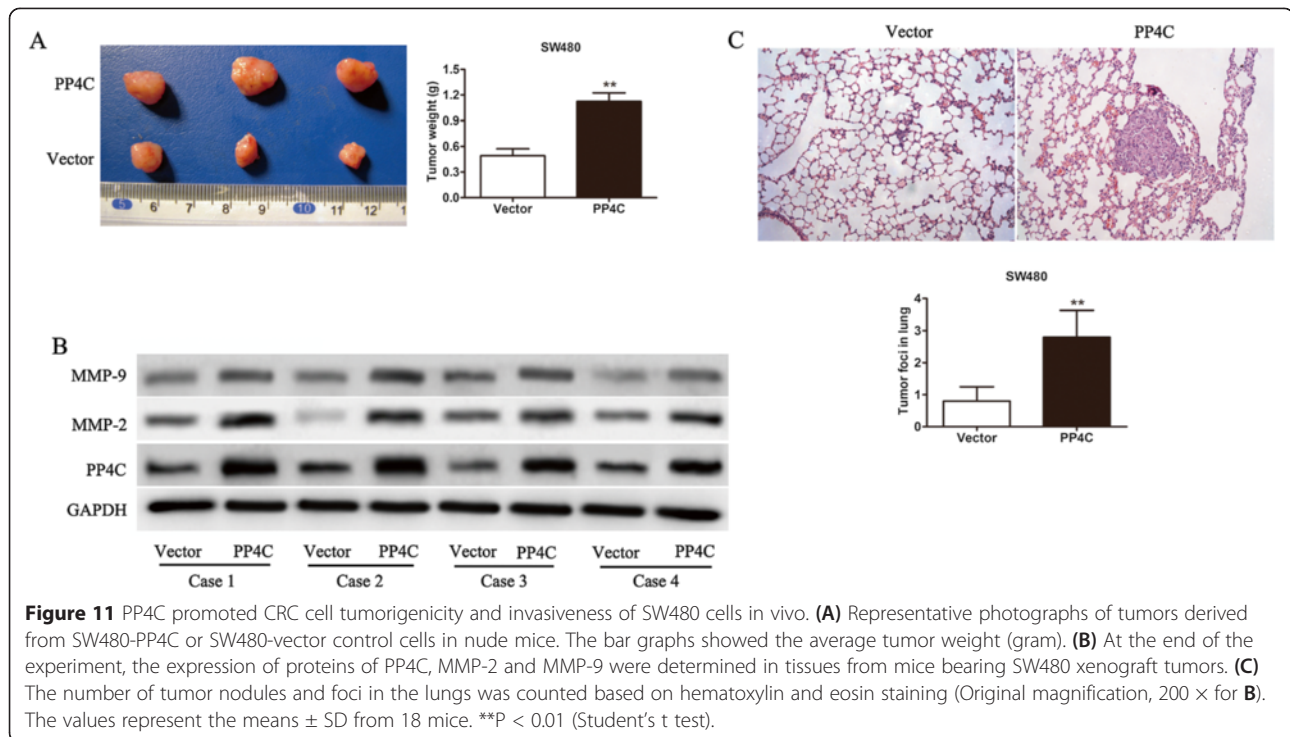 A
PP4C
Vector
5 6 7 8 9 10 11 12 1
SW480
Tumor weight (g)
1.5
1.2
0.9
0.6
0.3
0.0
**
Vector PP4C
C
Vector PP4C
SW480
Tumor foci in lung
4
3
2
1
0
**
Vector PP4C
B
MMP-9
MMP-2
PP4C
GAPDH
Vector PP4C Vector PP4C Vector PP4C Vector PP4C
Case 1 Case 2 Case 3 Case 4
Figure 11 PP4C promoted CRC cell tumorigenicity and invasiveness of SW480 cells in vivo. (A) Representative photographs of tumors derived
from SW480-PP4C or SW480-vector control cells in nude mice. The bar graphs showed the average tumor weight (gram). (B) At the end of the
experiment, the expression of proteins of PP4C, MMP-2 and MMP-9 were determined in tissues from mice bearing SW480 xenograft tumors. (C)
The number of tumor nodules and foci in the lungs was counted based on hematoxylin and eosin staining (Original magnification, 200 × for B).
The values represent the means ± SD from 18 mice. **P < 0.01 (Student's t test).